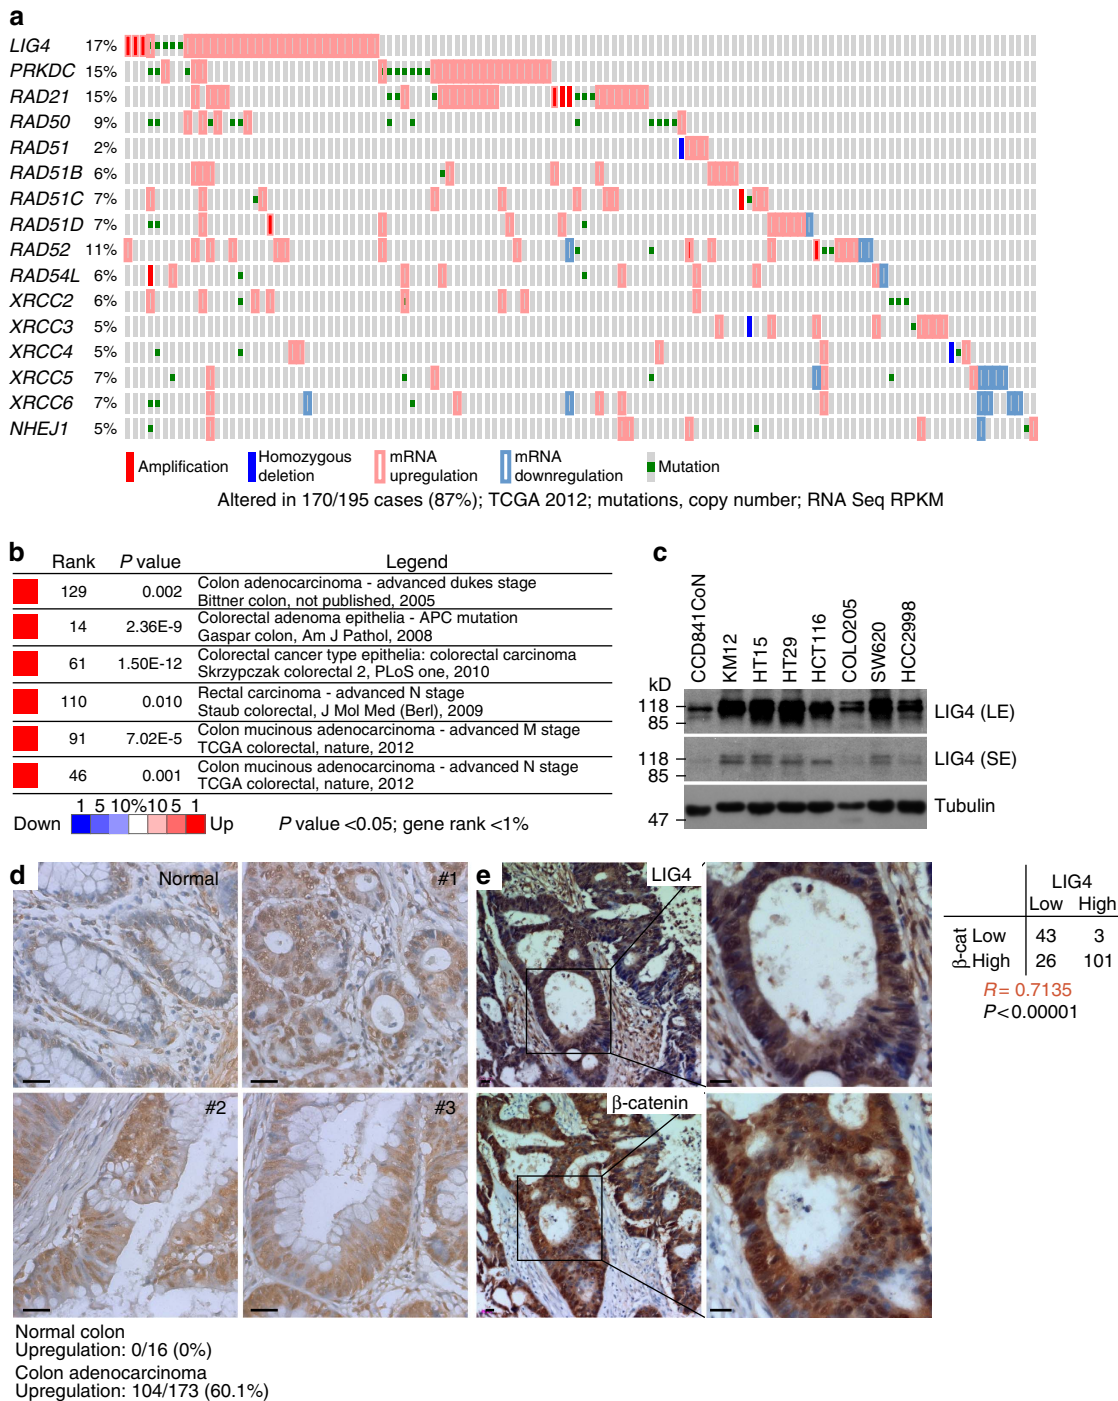 a
LIG4 17%
PRKDC 15%
RAD21 15%
RAD50 9%
RAD51 2%
RAD51B 6%
RAD51C 7%
RAD51D 7%
RAD52 11%
RAD54L 6%
XRCC2 6%
XRCC3 5%
XRCC4 5%
XRCC5 7%
XRCC6 7%
NHEJ1 5%
Amplification
Homozygous
deletion
mRNA
upregulation
mRNA
downregulation
Mutation
Altered in 170/195 cases (87%); TCGA 2012; mutations, copy number; RNA Seq RPKM
b
Rank P value Legend
129 0.002 Colon adenocarcinoma - advanced dukes stage
Bittner colon, not published, 2005
14 2.36E-9 Colorectal adenoma epithelia - APC mutation
Gaspar colon, Am J Pathol, 2008
61 1.50E-12 Colorectal cancer type epithelia: colorectal carcinoma
Skrzypczak colorectal 2, PLoS one, 2010
110 0.010 Rectal carcinoma - advanced N stage
Staub colorectal, J Mol Med (Berl), 2009
91 7.02E-5 Colon mucinous adenocarcinoma - advanced M stage
TCGA colorectal, nature, 2012
46 0.001 Colon mucinous adenocarcinoma - advanced N stage
TCGA colorectal, nature, 2012
1 5 10%10 5 1
Down Up P value <0.05; gene rank <1%
c
CCD841CoN
KM12
HT15
HT29
HCT116
COLO205
SW620
HCC2998
kD
118
85
LIG4 (LE)
118
85
LIG4 (SE)
47
Tubulin
d
Normal
#1
#2
#3
Normal colon
Upregulation: 0/16 (0%)
Colon adenocarcinoma
Upregulation: 104/173 (60.1%)
e
LIG4
β-catenin
LIG4
Low High
β-cat
Low 43 3
High 26 101
R= 0.7135
P<0.00001